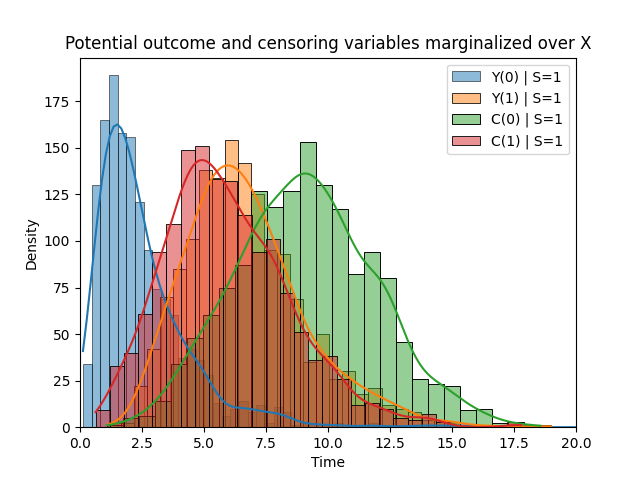 Potential outcome and censoring variables marginalized over X
Y(0) | S=1
Y(1) | S=1
C(0) | S=1
C(1) | S=1
Density
175
150
125
100
75
50
25
0
0.0 2.5 5.0 7.5 10.0 12.5 15.0 17.5 20.0
Time